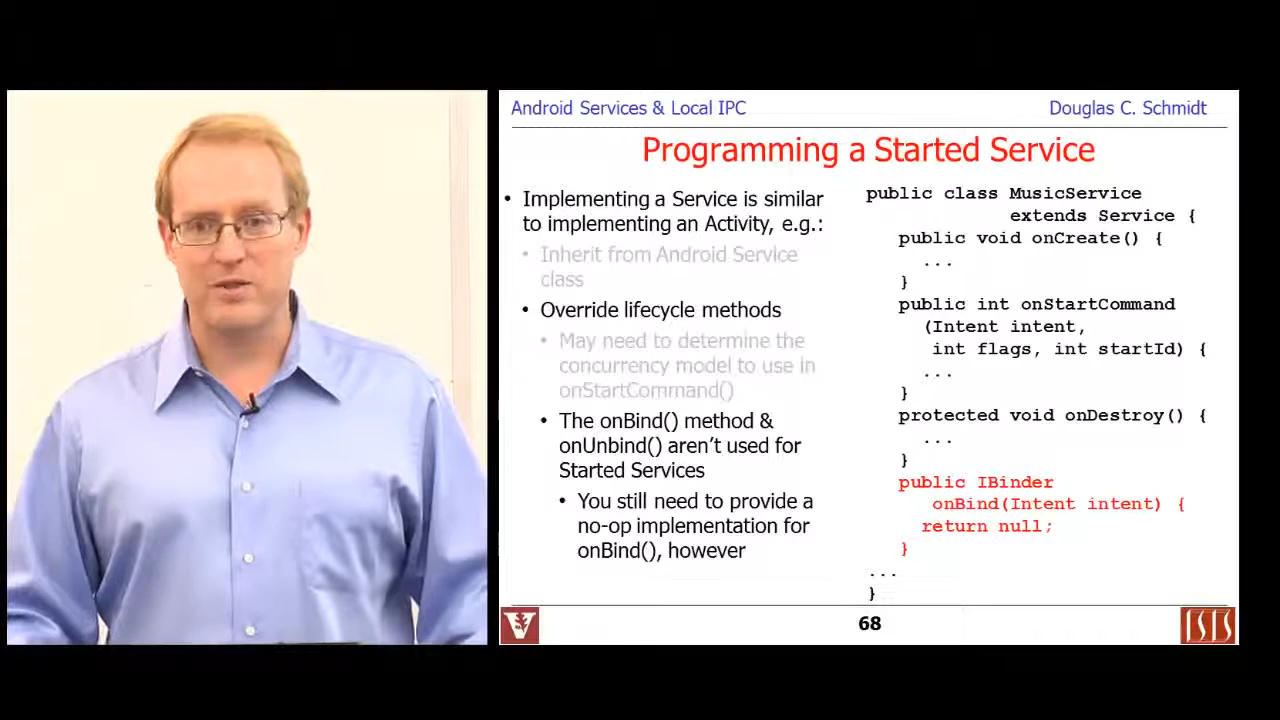 Android Services & Local IPC
Douglas C. Schmidt
Programming a Started Service
• Implementing a Service is similar
to implementing an Activity, e.g.:
• Inherit from Android Service
class
• Override lifecycle methods
• May need to determine the
concurrency model to use in
onStartCommand()
• The onBind() method &
onUnbind() aren't used for
Started Services
• You still need to provide a
no-op implementation for
onBind(), however
public class MusicService
extends Service {
public void onCreate() {
...
}
public int onStartCommand
(Intent intent,
int flags, int startId) {
...
}
protected void onDestroy() {
...
}
public IBinder
onBind(Intent intent) {
return null;
}
...
}
V
68
ISIS